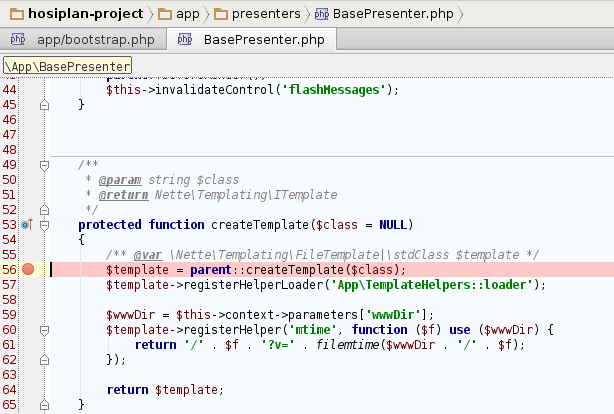 hosiplan-project app presenters BasePresenter.php
app/bootstrap.php BasePresenter.php
\App\BasePresenter
44 $this->invalidateControl('flashMessages');
45 }
46
47
48
49 /**
50 * @param string $class
51 * @return Nette\Templating\ITemplate
52 */
53 protected function createTemplate($class = NULL)
54 {
55 /** @var \Nette\Templating\FileTemplate|\stdClass $template */
56 $template = parent::createTemplate($class);
57 $template->registerHelperLoader('App\TemplateHelpers::loader');
58
59 $wwwDir = $this->context->parameters['wwwDir'];
60 $template->registerHelper('mtime', function ($f) use ($wwwDir) {
61 return '/' . $f . '?v=' . filemtime($wwwDir . '/' . $f);
62 });
63
64 return $template;
65 }